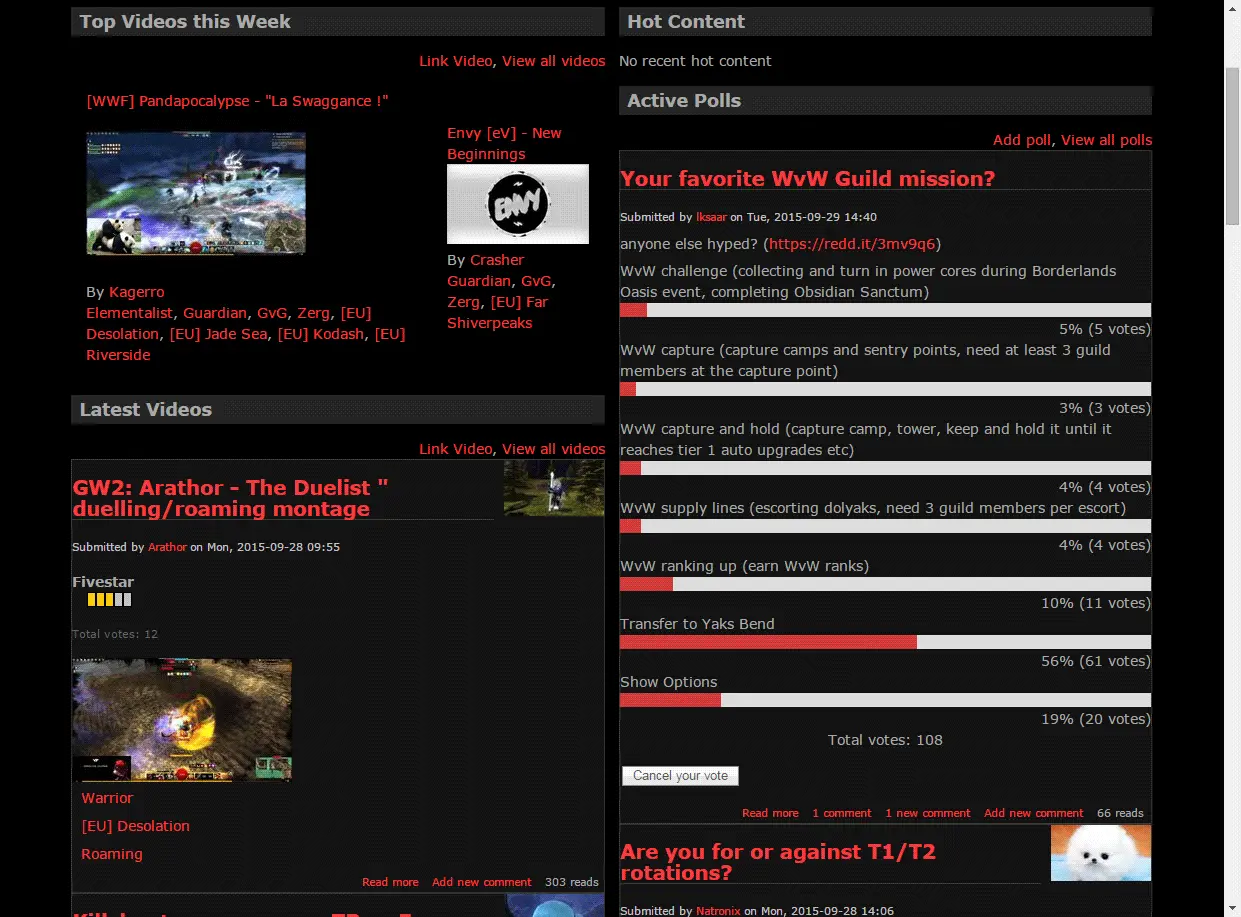 Top Videos this Week
Link Video, View all videos
[WWF] Pandapocalypse - "La Swaggance !"
By Kagerro
Elementalist, Guardian, GvG, Zerg, [EU]
Desolation, [EU] Jade Sea, [EU] Kodash, [EU]
Riverside
Envy [eV] - New
Beginnings
ENVY
By Crasher
Guardian, GvG,
Zerg, [EU] Far
Shiverpeaks
Latest Videos
Link Video, View all videos
GW2: Arathor - The Duelist "
duelling/roaming montage
Submitted by Arathor on Mon, 2015-09-28 09:55
Fivestar
Total votes: 12
Warrior
[EU] Desolation
Roaming
Read more Add new comment 303 reads
Hot Content
No recent hot content
Active Polls
Add poll, View all polls
Your favorite WvW Guild mission?
Submitted by lksaar on Tue, 2015-09-29 14:40
anyone else hyped? (https://redd.it/3mv9q6)
WvW challenge (collecting and turn in power cores during Borderlands
Oasis event, completing Obsidian Sanctum)
5% (5 votes)
WvW capture (capture camps and sentry points, need at least 3 guild
members at the capture point)
3% (3 votes)
WvW capture and hold (capture camp, tower, keep and hold it until it
reaches tier 1 auto upgrades etc)
4% (4 votes)
WvW supply lines (escorting dolyaks, need 3 guild members per escort)
4% (4 votes)
WvW ranking up (earn WvW ranks)
10% (11 votes)
Transfer to Yaks Bend
56% (61 votes)
Show Options
19% (20 votes)
Total votes: 108
Cancel your vote
Read more 1 comment 1 new comment Add new comment 66 reads
Are you for or against T1/T2
rotations?
Submitted by Natronix on Mon, 2015-09-28 14:06